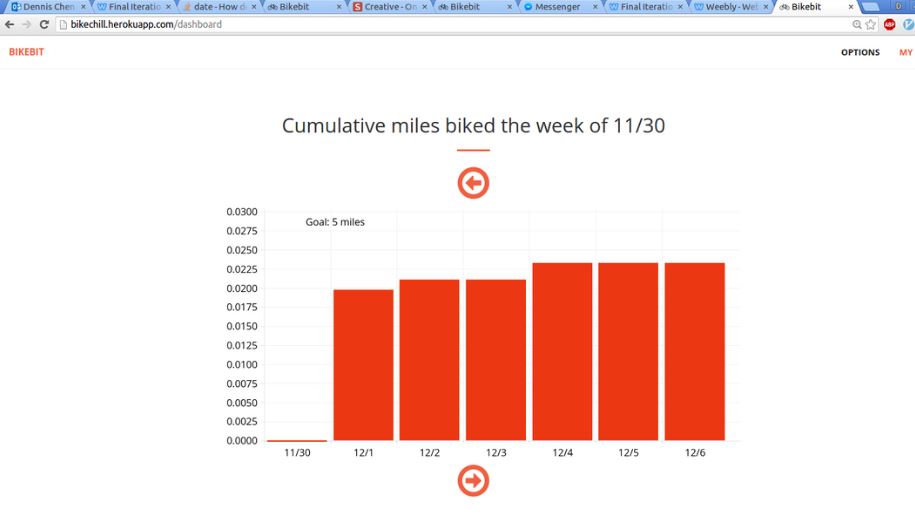 Dennis Chen
Final Iteratio
date - How d
Bikebit
Creative - On
Bikebit
Messenger
Final Iteratio
Weebly - Web
Bikebit
bikechill.herokuapp.com/dashboard
ABP
BIKEBIT
OPTIONS
MY
Cumulative miles biked the week of 11/30
0.0300
Goal: 5 miles
0.0275
0.0250
0.0225
0.0200
0.0175
0.0150
0.0125
0.0100
0.0075
0.0050
0.0025
0.0000
11/30 12/1 12/2 12/3 12/4 12/5 12/6